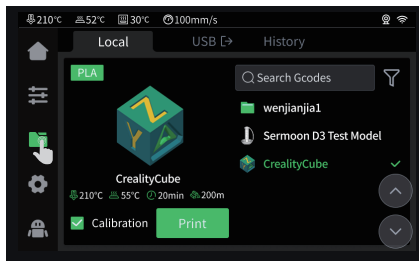 210℃ 52℃ 30℃ 100mm/s
Local USB History
PLA
Search Gcodes
wenjianjia1
Sermoon D3 Test Model
CrealityCube
CrealityCube
210℃ 55℃ 20min 200m
Calibration Print